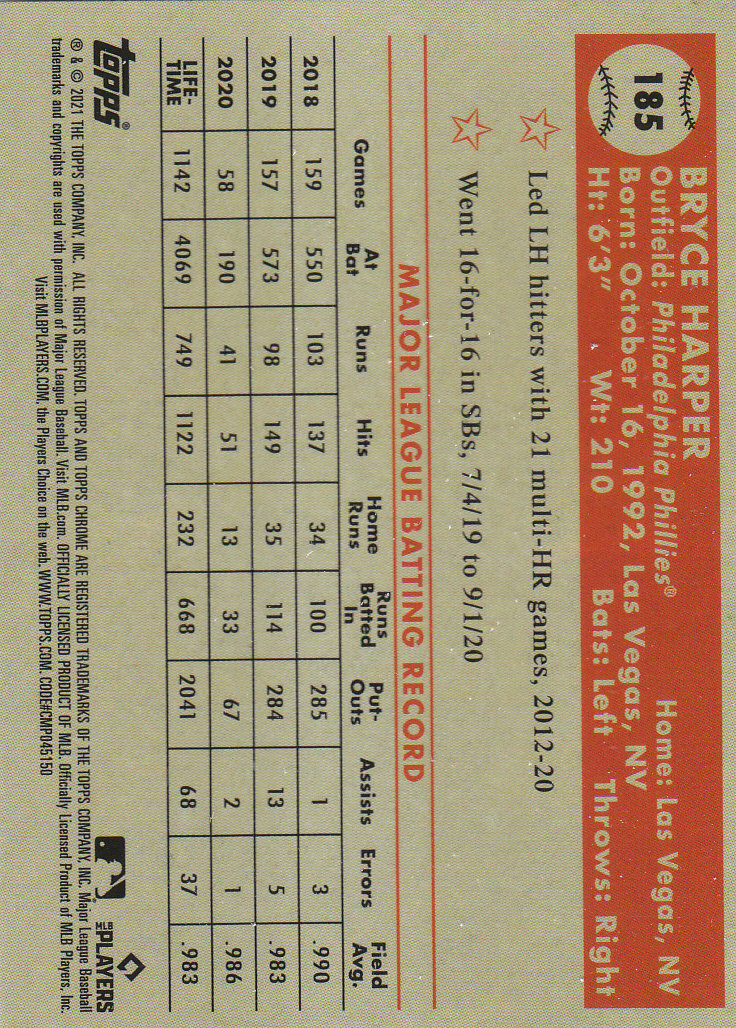 185
BRYCE HARPER
Outfield: Philadelphia Phillies® Home: Las Vegas, NV
Born: October 16, 1992, Las Vegas, NV
Ht: 6'3" Wt: 210 Bats: Left Throws: Right
Led LH hitters with 21 multi-HR games, 2012-20
Went 16-for-16 in SBs, 7/4/19 to 9/1/20
MAJOR LEAGUE BATTING RECORD
Games At Bat Runs Hits Home Runs Runs Batted In Put-Outs Assists Errors Field Avg.
2018 159 550 103 137 34 100 285 1 3 .990
2019 157 573 98 149 35 114 284 13 5 .983
2020 58 190 41 51 13 33 67 2 1 .986
LIFE-TIME 1142 4069 749 1122 232 668 2041 68 37 .983
topps®
MLB PLAYERS
® & © 2021 THE TOPPS COMPANY, INC. ALL RIGHTS RESERVED. TOPPS AND TOPPS CHROME ARE REGISTERED TRADEMARKS OF THE TOPPS COMPANY, INC. Major League Baseball
trademarks and copyrights are used with permission of Major League Baseball. Visit MLB.com. OFFICIALLY LICENSED PRODUCT OF MLB. Officially Licensed Product of MLB Players, Inc.
Visit MLBPLAYERS.COM, the Players Choice on the web. WWW.TOPPS.COM. CODE#CMP045150